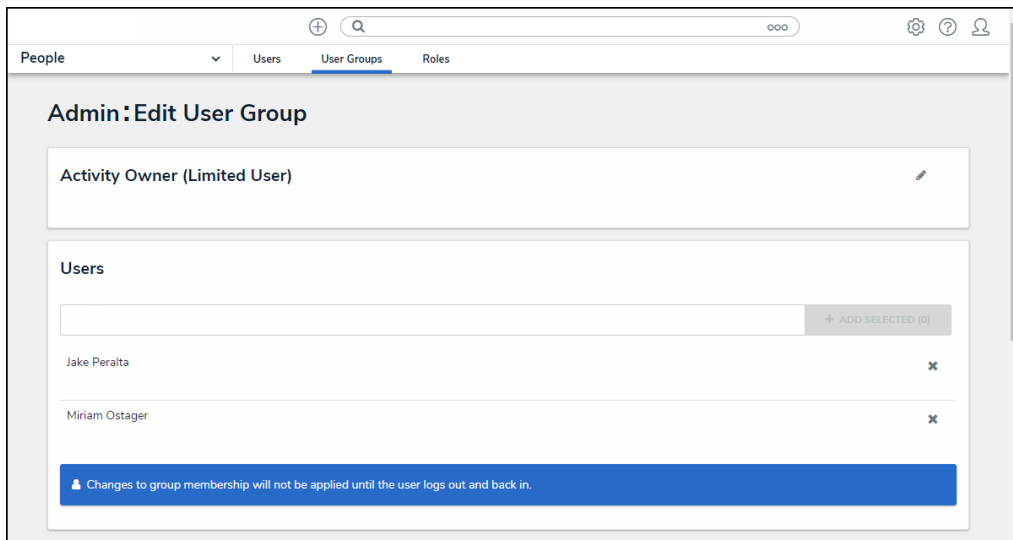 People Users User Groups Roles
Admin:Edit User Group
Activity Owner (Limited User)
Users
+ ADD SELECTED (0)
Jake Peralta
Miriam Ostager
Changes to group membership will not be applied until the user logs out and back in.